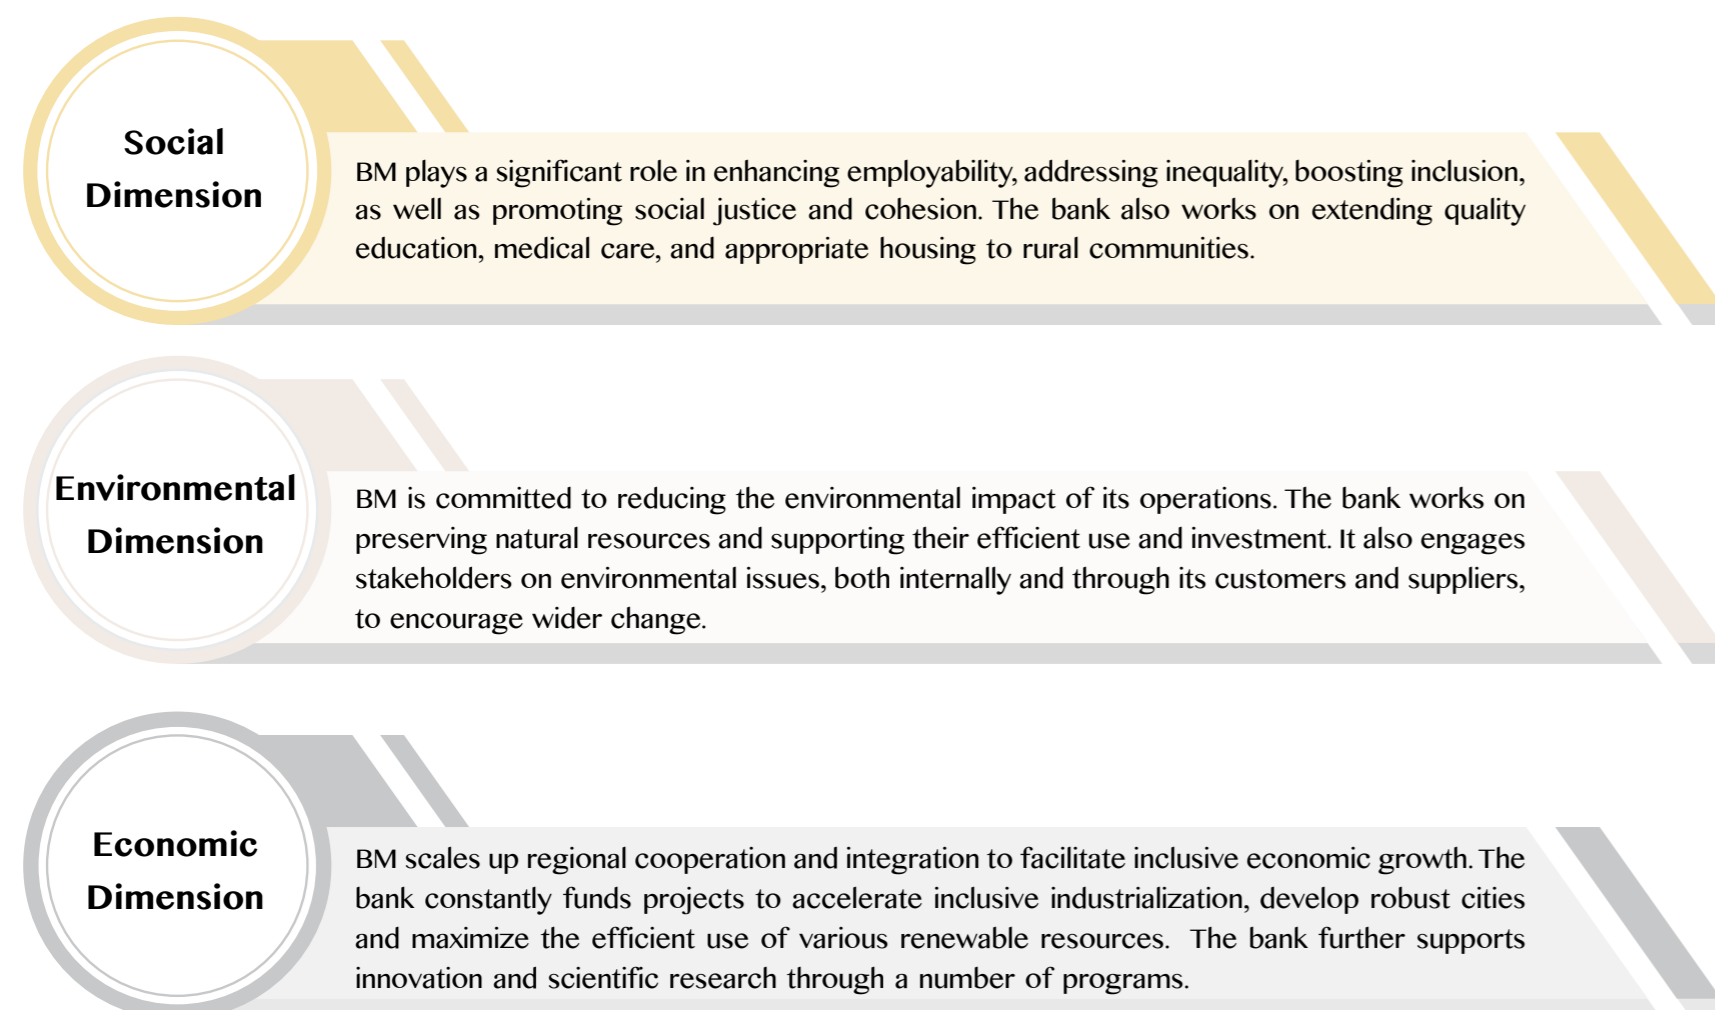 Social
Dimension
BM plays a significant role in enhancing employability, addressing inequality, boosting inclusion,
as well as promoting social justice and cohesion. The bank also works on extending quality
education, medical care, and appropriate housing to rural communities.
Environmental
Dimension
BM is committed to reducing the environmental impact of its operations. The bank works on
preserving natural resources and supporting their efficient use and investment. It also engages
stakeholders on environmental issues, both internally and through its customers and suppliers,
to encourage wider change.
Economic
Dimension
BM scales up regional cooperation and integration to facilitate inclusive economic growth. The
bank constantly funds projects to accelerate inclusive industrialization, develop robust cities
and maximize the efficient use of various renewable resources.  The bank further supports
innovation and scientific research through a number of programs.